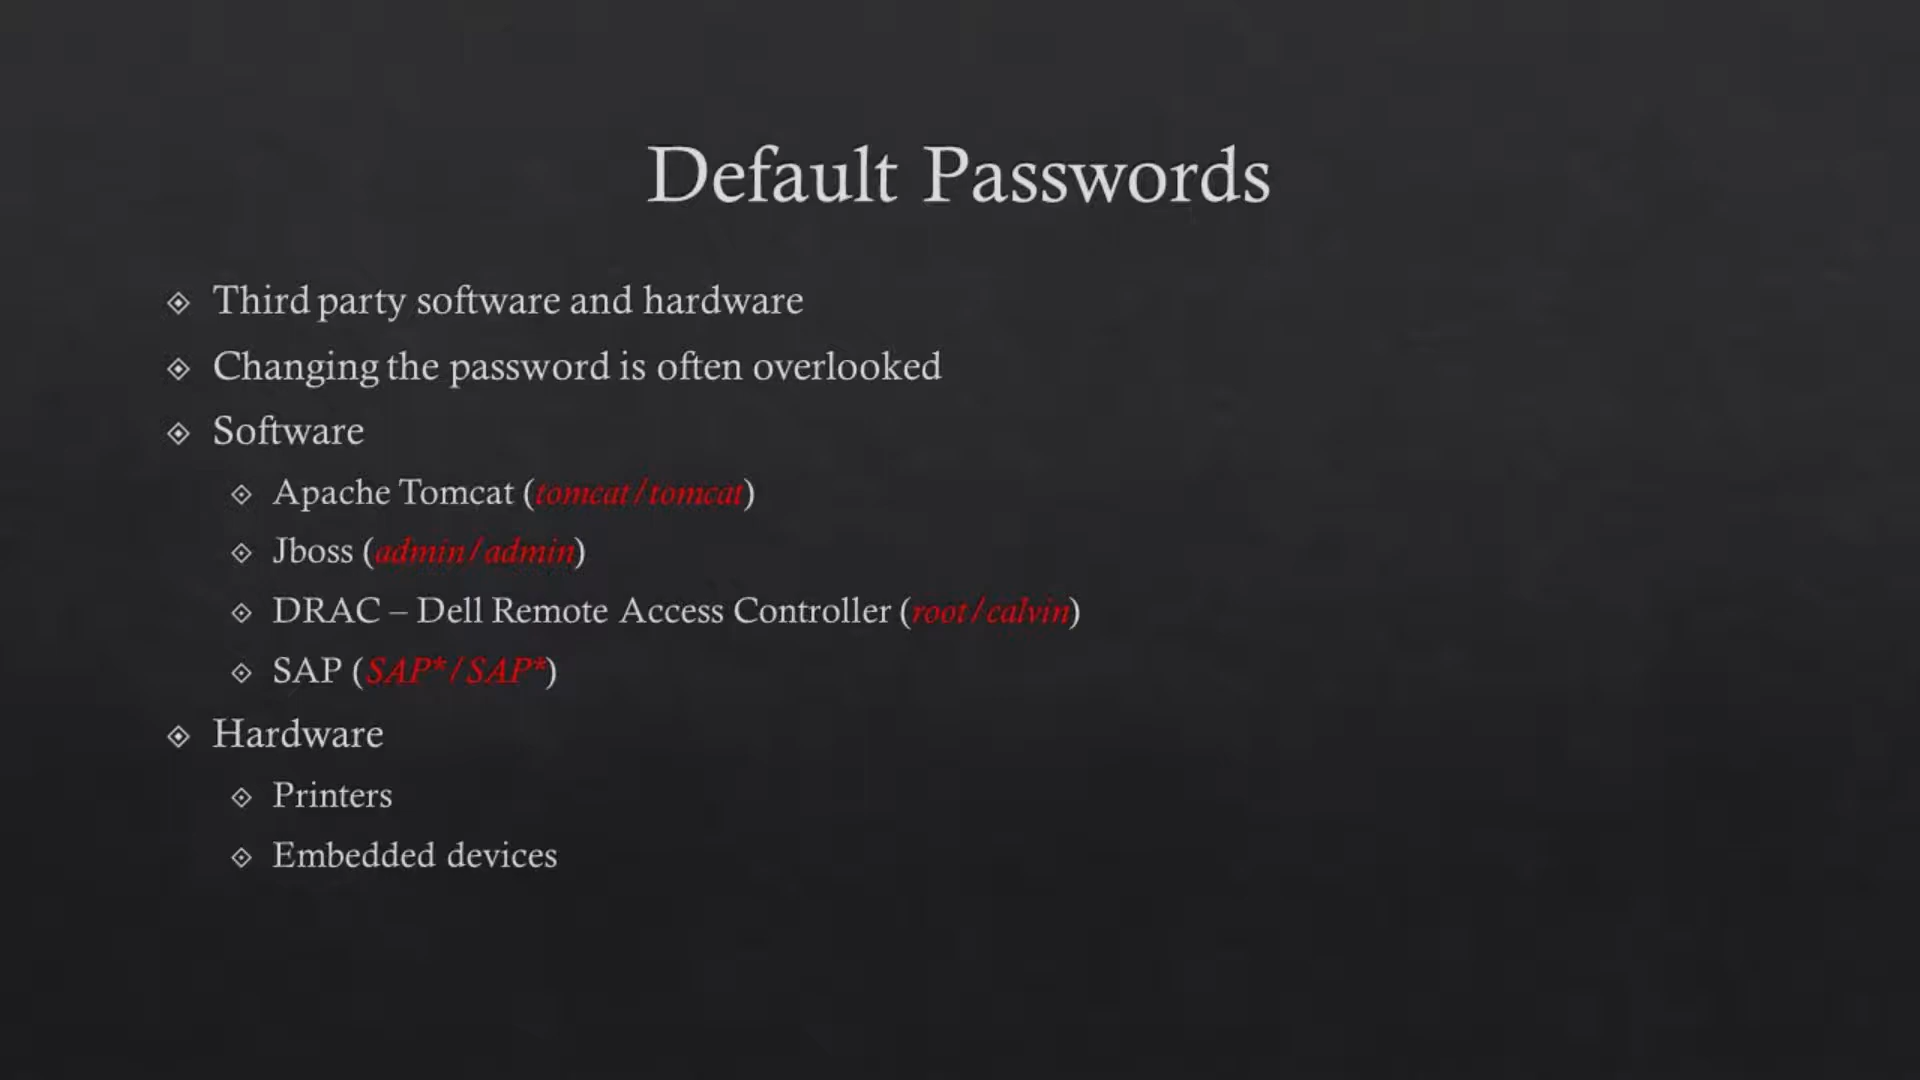 Default Passwords
Third party software and hardware
Changing the password is often overlooked
Software
Apache Tomcat (tomcat/tomcat)
Jboss (admin/admin)
DRAC – Dell Remote Access Controller (root/calvin)
SAP (SAP*/SAP*)
Hardware
Printers
Embedded devices